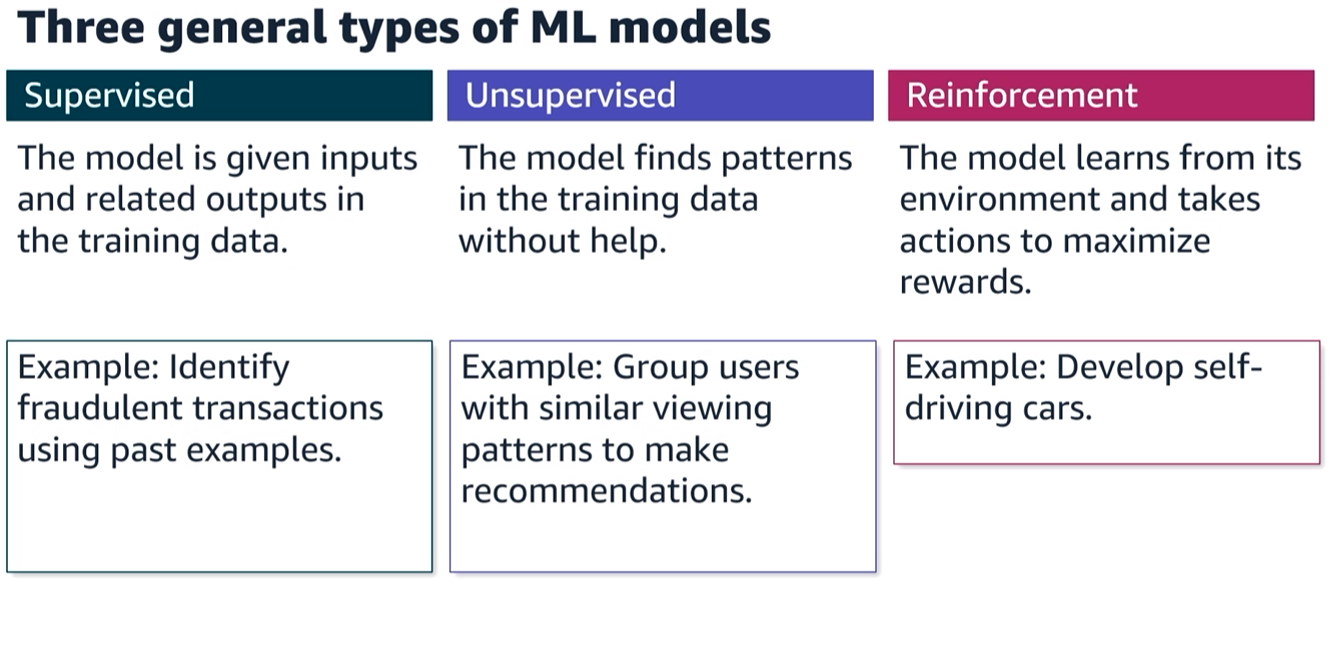 Three general types of ML models
Supervised
The model is given inputs
and related outputs in
the training data.
Example: Identify
fraudulent transactions
using past examples.
Unsupervised
The model finds patterns
in the training data
without help.
Example: Group users
with similar viewing
patterns to make
recommendations.
Reinforcement
The model learns from its
environment and takes
actions to maximize
rewards.
Example: Develop self-
driving cars.